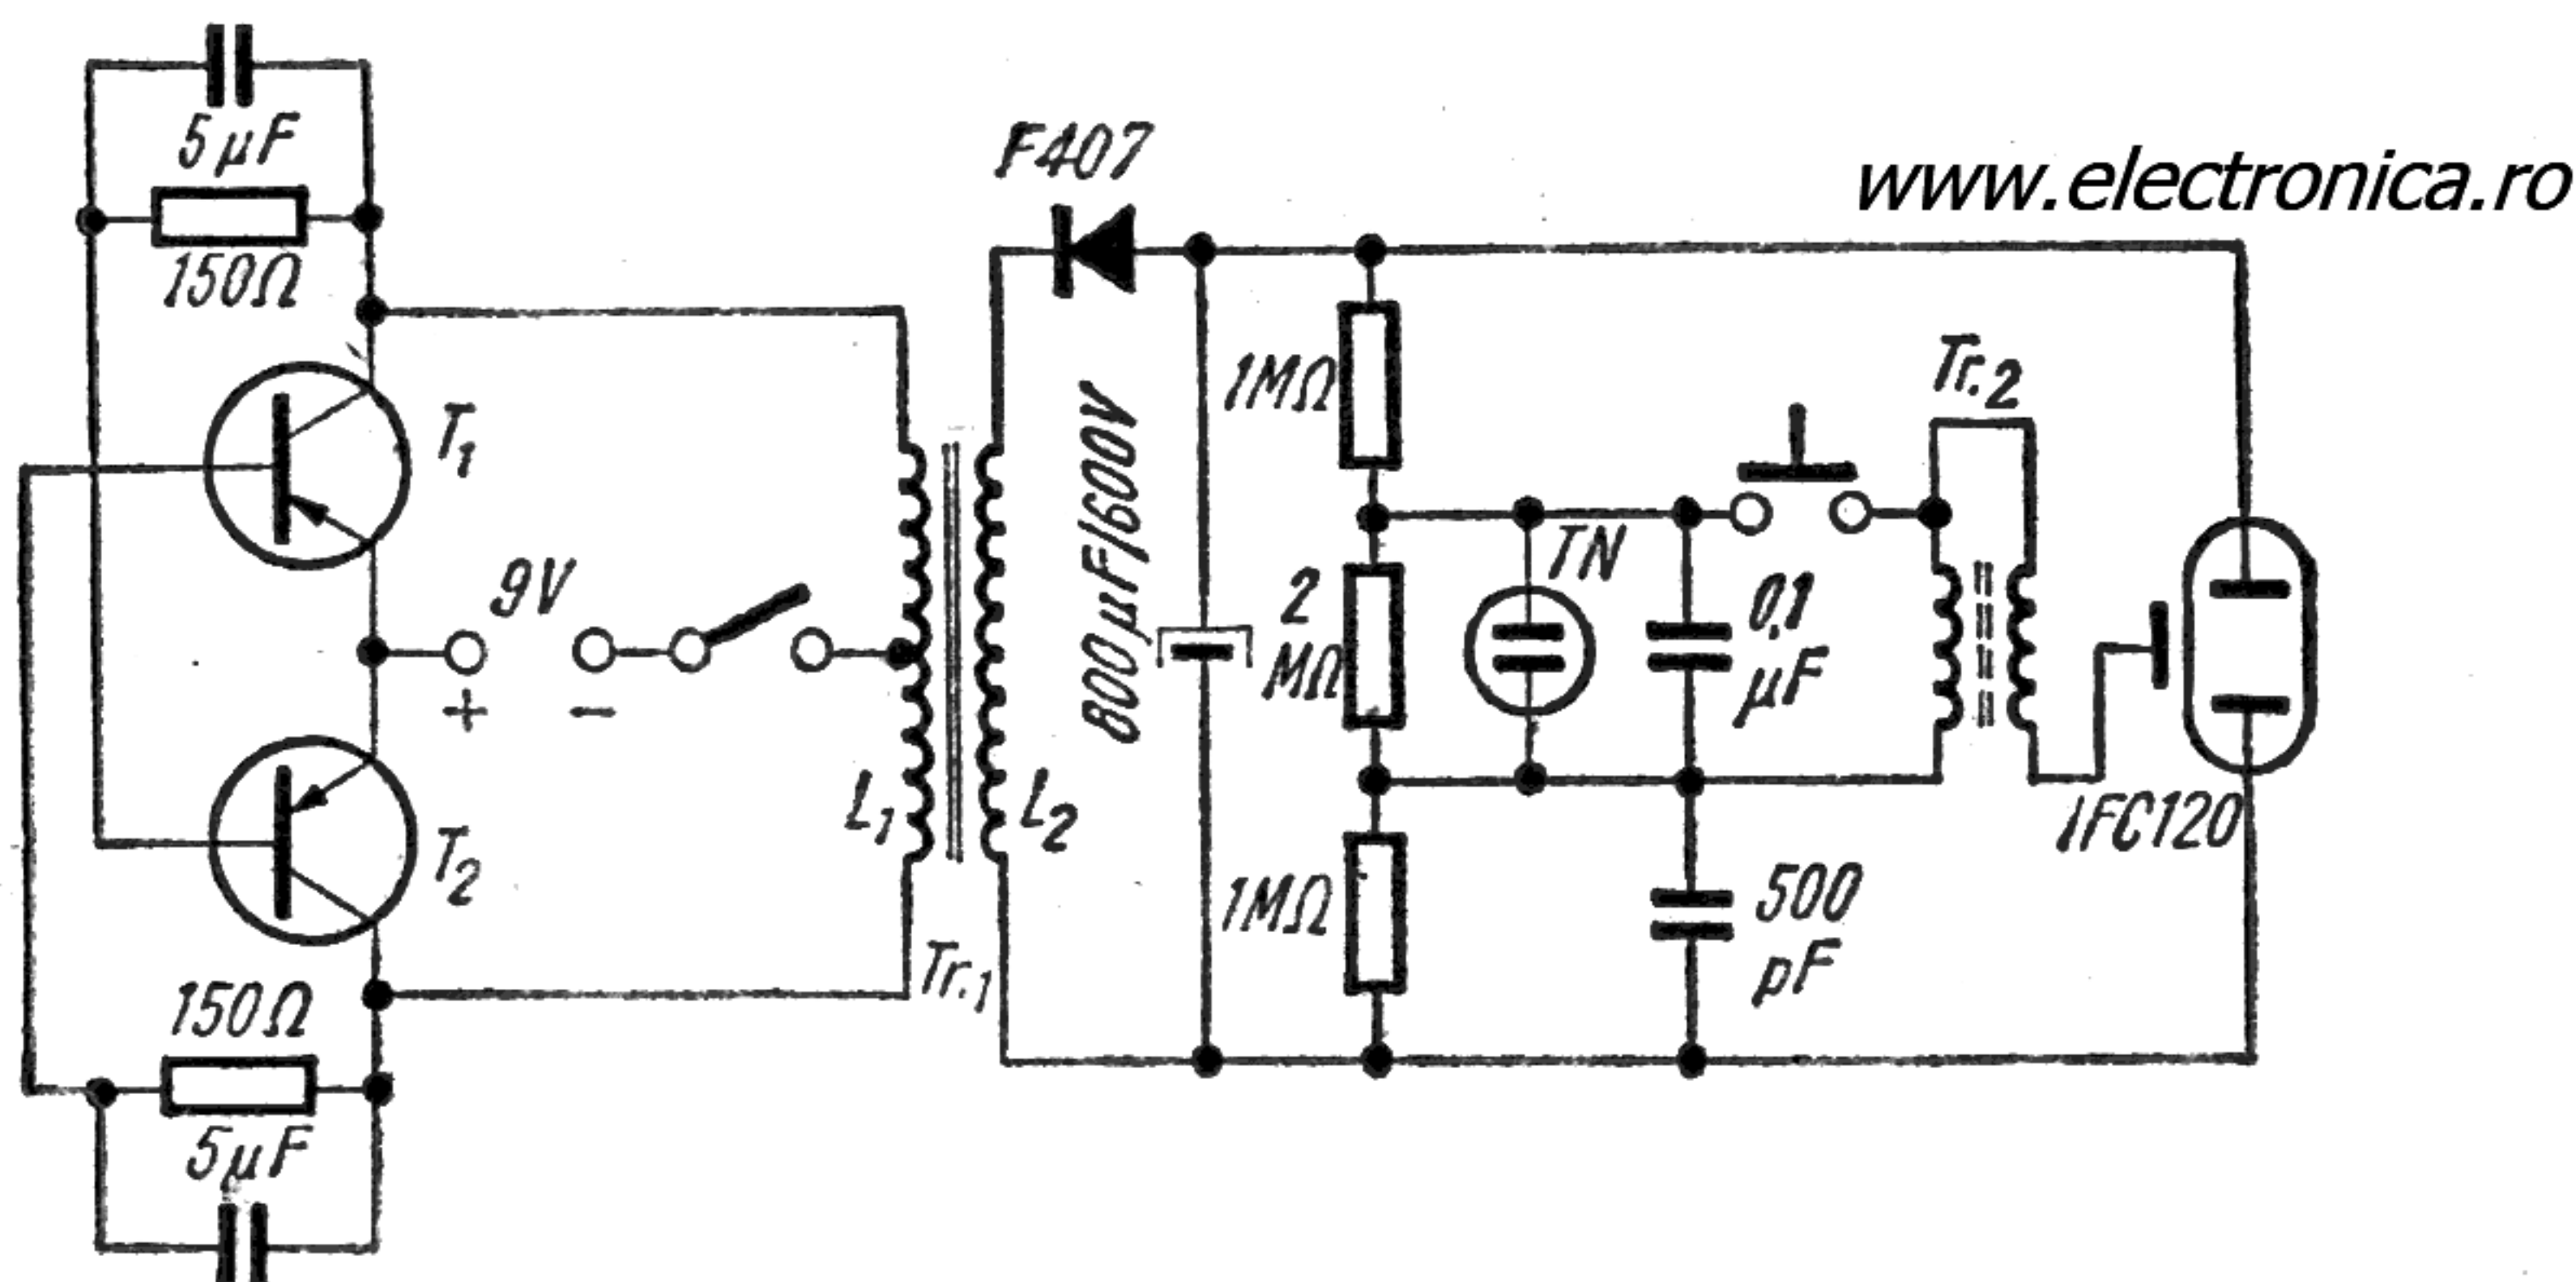 5μF
150Ω
T1
9V
+
−
T2
150Ω
5μF
L1
L2
Tr.1
F407
800μF/600V
1MΩ
2
MΩ
1MΩ
TN
0,1
μF
500
pF
Tr.2
IFC120
www.electronica.ro